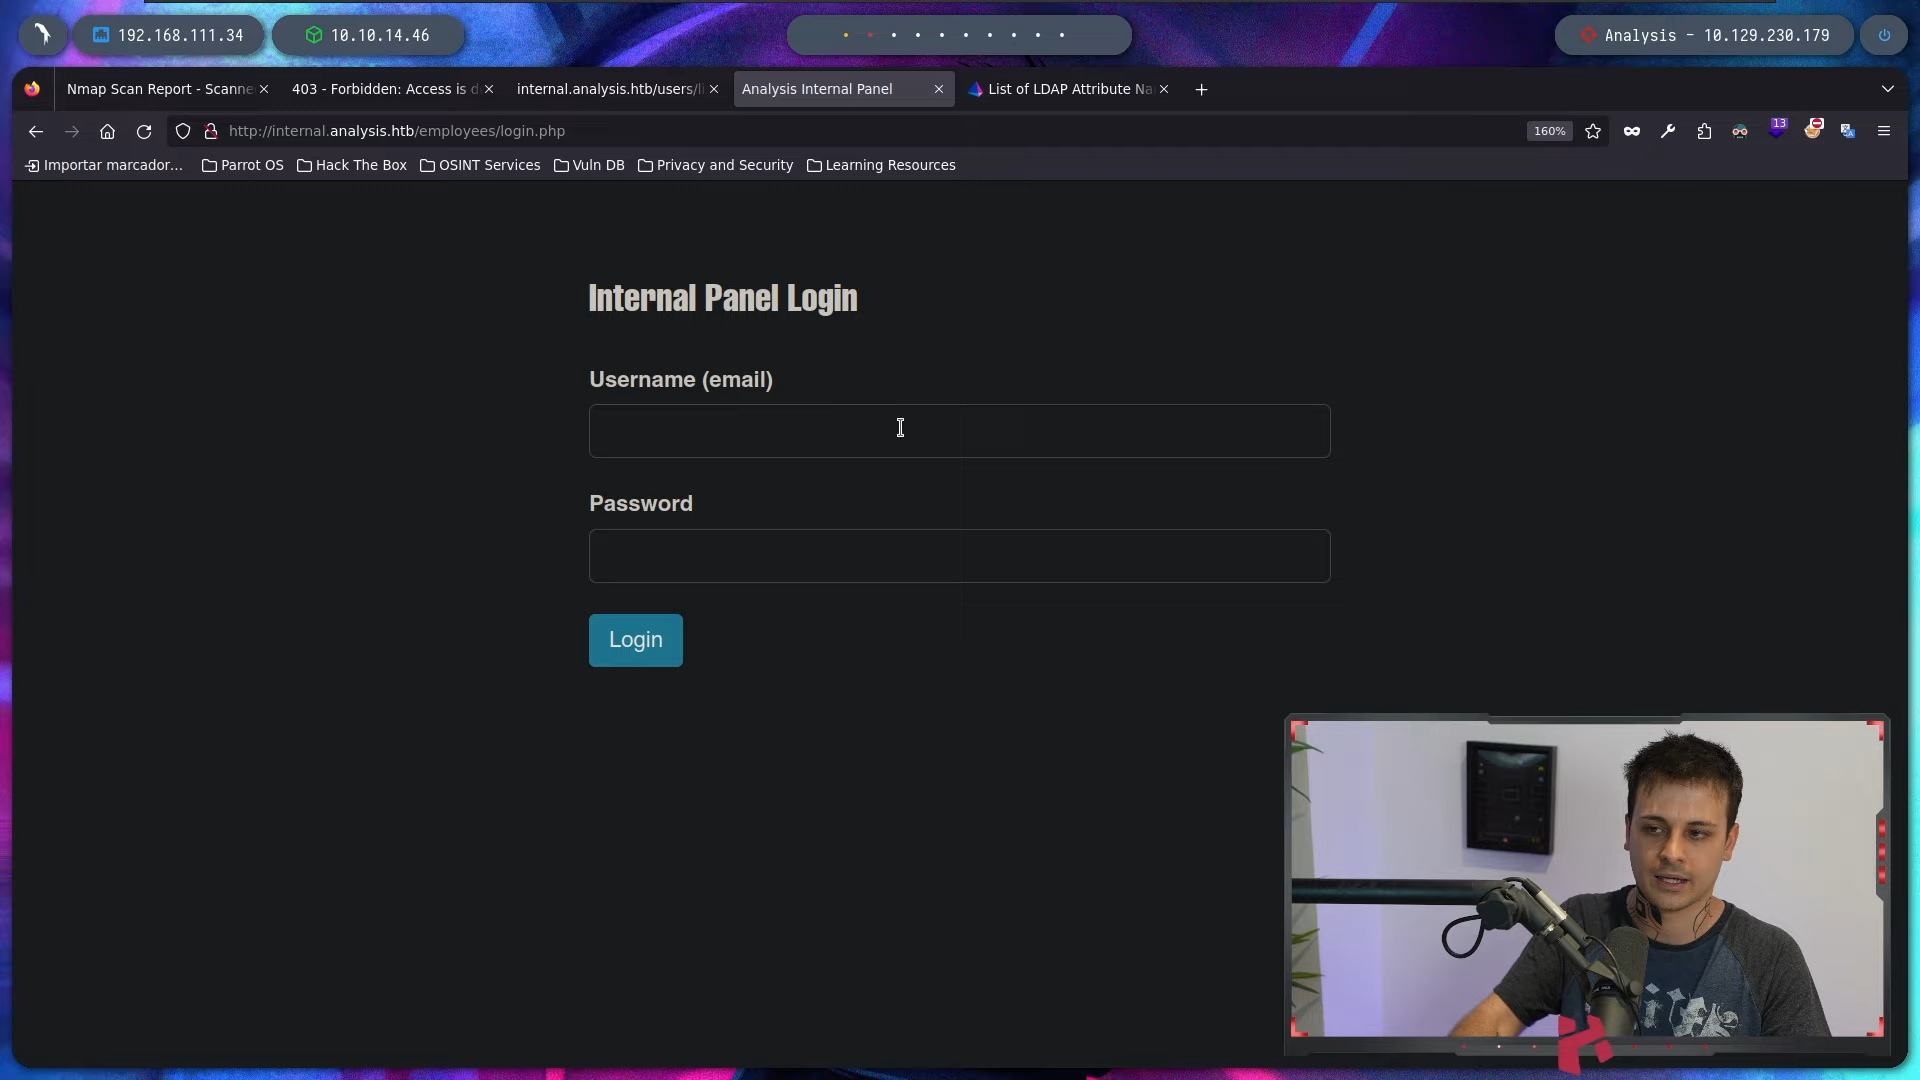 192.168.111.34
10.10.14.46
Analysis - 10.129.230.179
Nmap Scan Report - Scanne
403 - Forbidden: Access is d
internal.analysis.htb/users/li
Analysis Internal Panel
List of LDAP Attribute Na
http://internal.analysis.htb/employees/login.php
160%
13
Importar marcador...
Parrot OS
Hack The Box
OSINT Services
Vuln DB
Privacy and Security
Learning Resources
Internal Panel Login
Username (email)
Password
Login